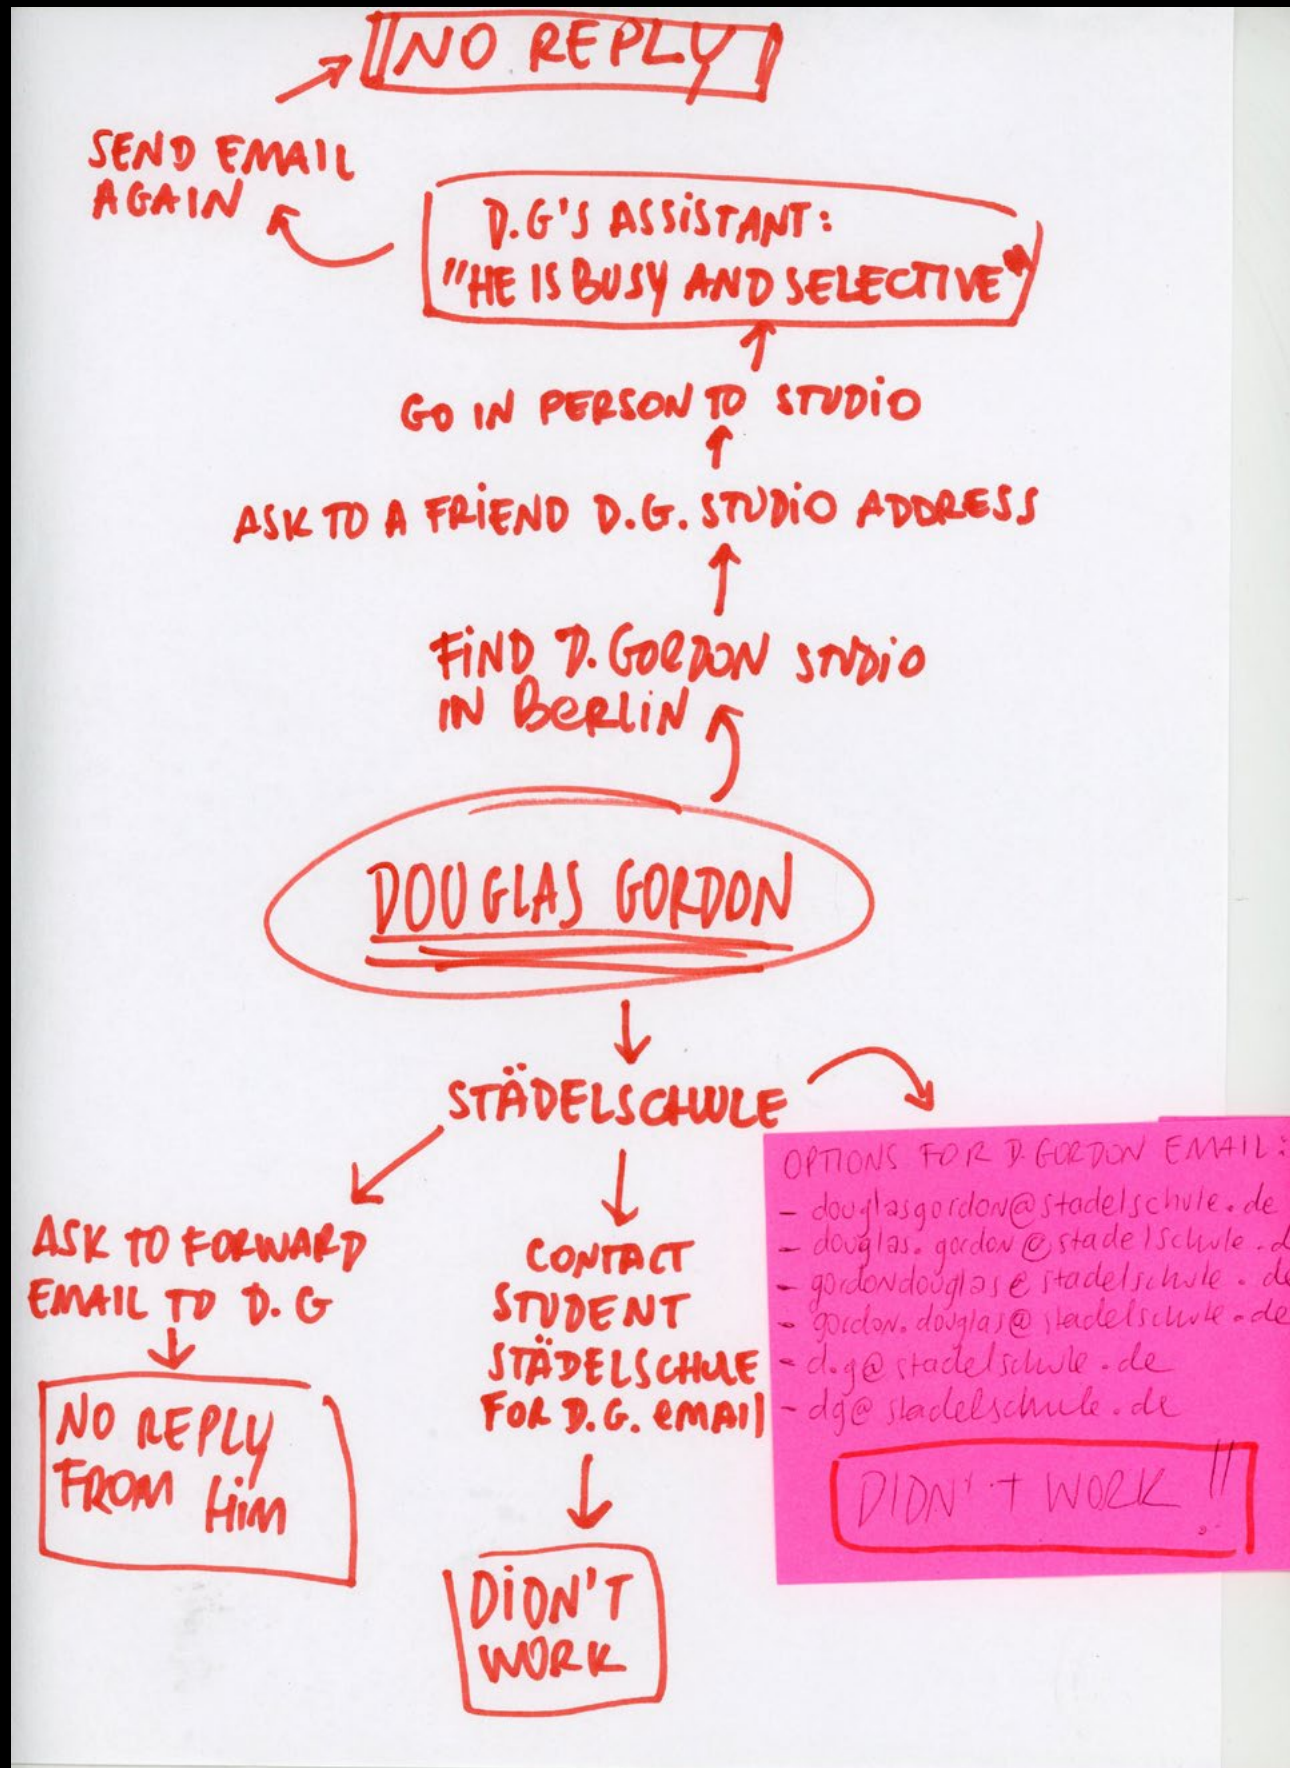 NO REPLY
SEND EMAIL
AGAIN
D.G'S ASSISTANT:
"HE IS BUSY AND SELECTIVE"
GO IN PERSON TO STUDIO
ASK TO A FRIEND D.G. STUDIO ADDRESS
FIND D. GORDON STUDIO
IN BERLIN
DOUGLAS GORDON
STÄDELSCHULE
ASK TO FORWARD
EMAIL TO D.G
NO REPLY
FROM HIM
CONTACT
STUDENT
STÄDELSCHULE
FOR D.G. EMAIL
DIDN'T
WORK
OPTIONS FOR D. GORDON EMAIL:
- douglasgordon@stadelschule.de
- douglas.gordon@stadelschule.d
- gordondouglas@stadelschule.de
- gordon.douglas@stadelschule.de
- d.g@stadelschule.de
- dg@stadelschule.de
DIDN'T WORK !!